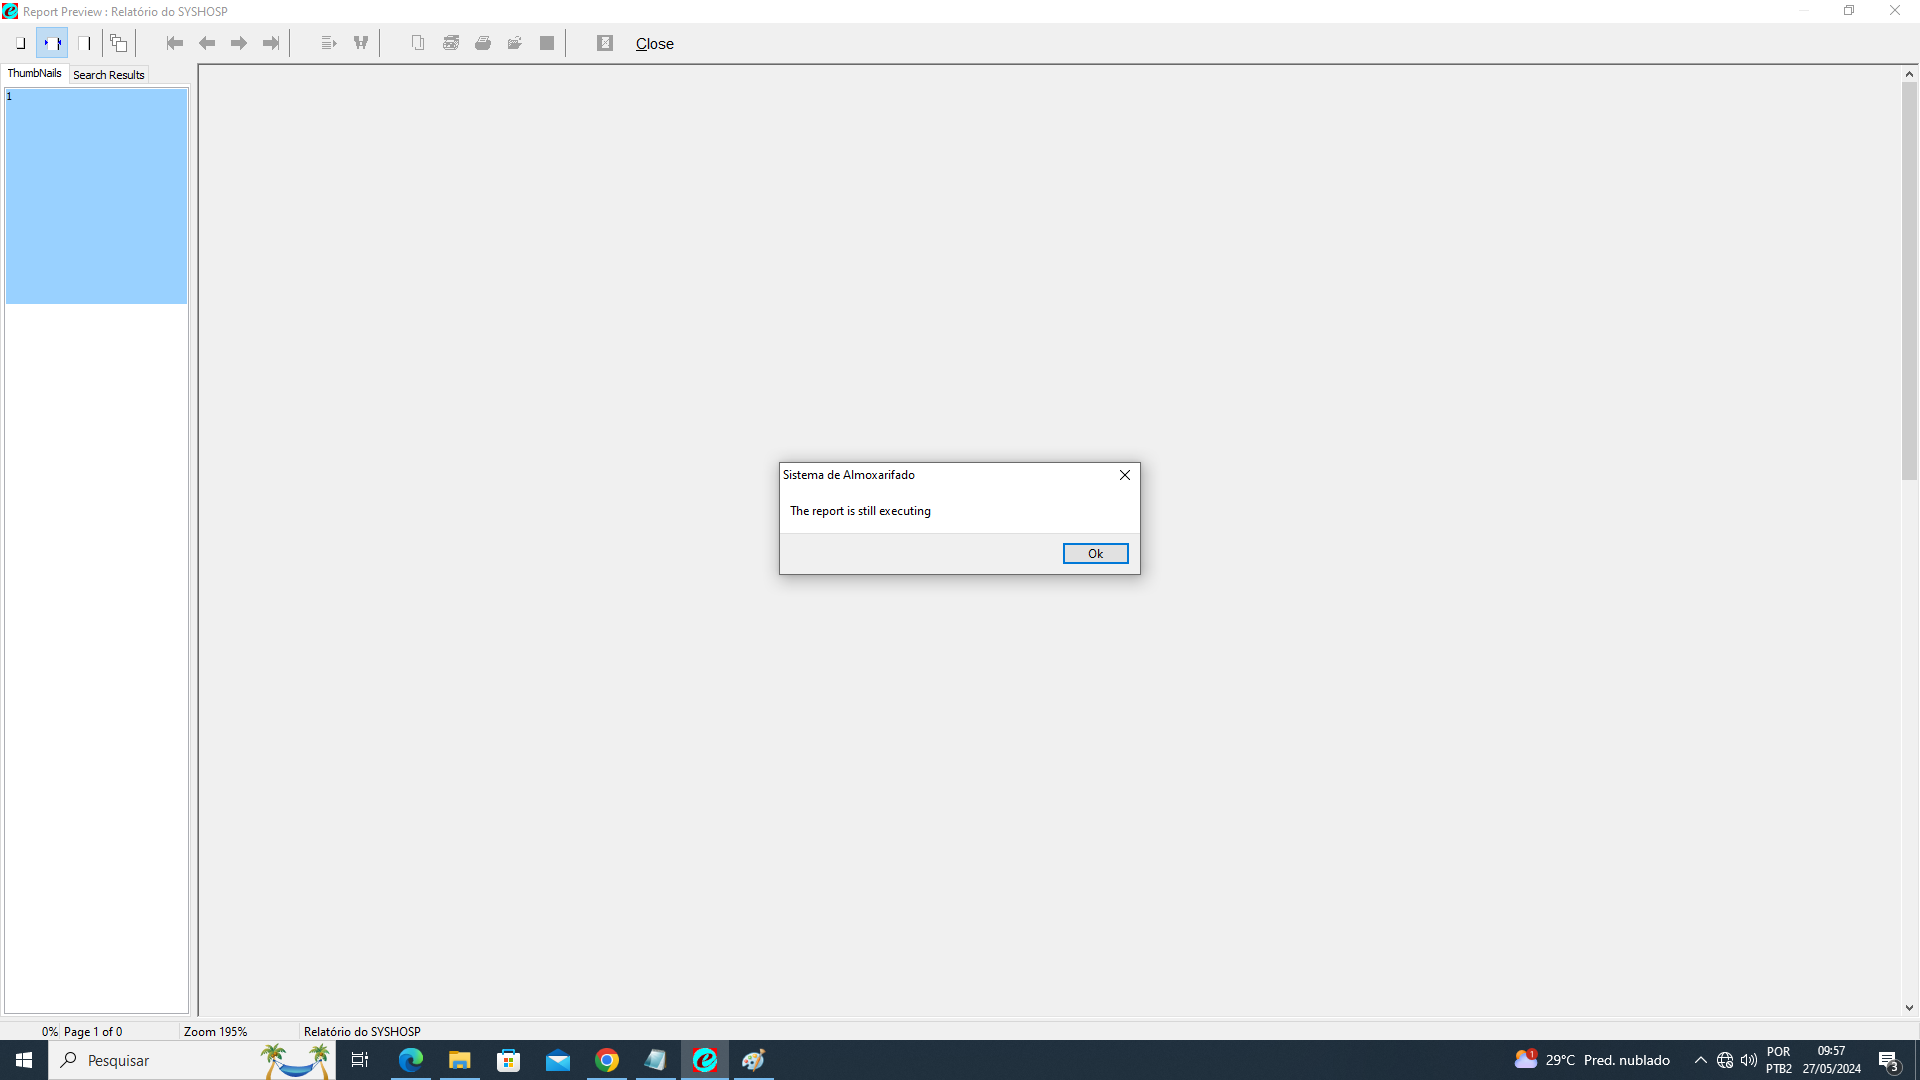 Report Preview : Relatório do SYSHOSP
Close
ThumbNails
Search Results
1
Sistema de Almoxarifado
The report is still executing
Ok
0% Page 1 of 0 Zoom 195% Relatório do SYSHOSP
Pesquisar
1
29°C Pred. nublado
POR
PTB2
09:57
27/05/2024
3